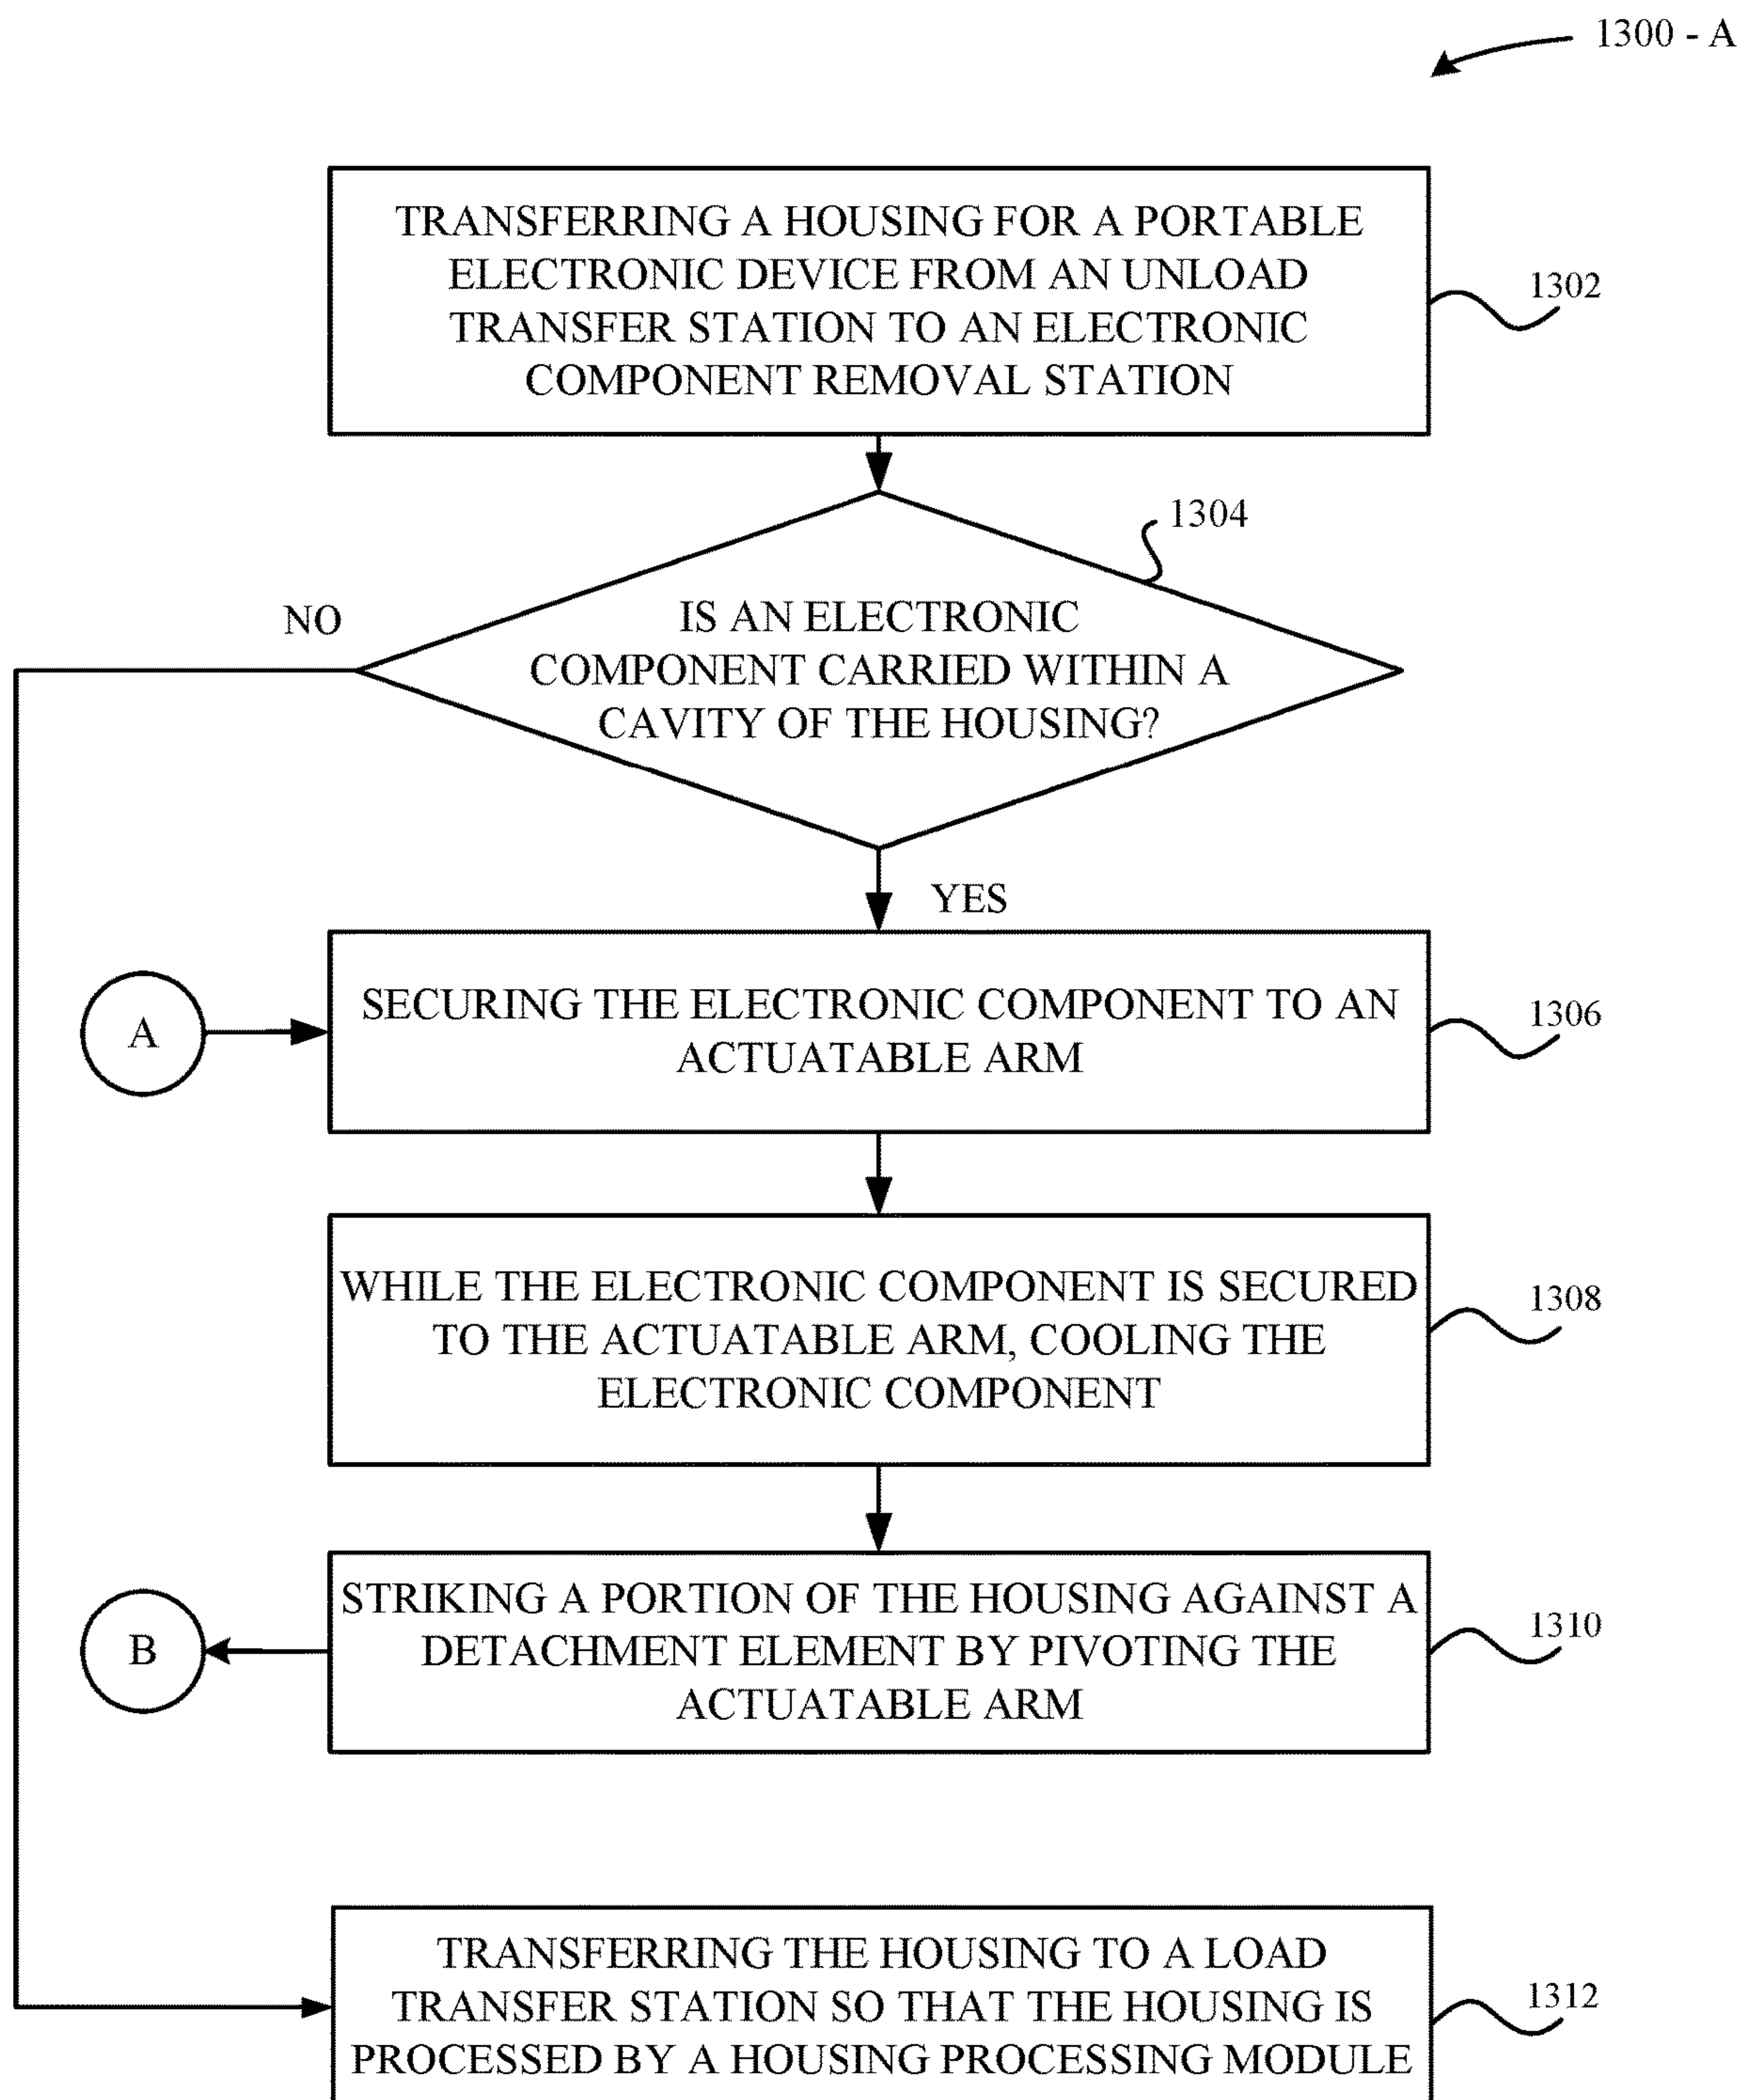 1300 - A
TRANSFERRING A HOUSING FOR A PORTABLE
ELECTRONIC DEVICE FROM AN UNLOAD
TRANSFER STATION TO AN ELECTRONIC
COMPONENT REMOVAL STATION
1302
1304
IS AN ELECTRONIC
COMPONENT CARRIED WITHIN A
CAVITY OF THE HOUSING?
NO
YES
A
SECURING THE ELECTRONIC COMPONENT TO AN
ACTUATABLE ARM
1306
WHILE THE ELECTRONIC COMPONENT IS SECURED
TO THE ACTUATABLE ARM, COOLING THE
ELECTRONIC COMPONENT
1308
B
STRIKING A PORTION OF THE HOUSING AGAINST A
DETACHMENT ELEMENT BY PIVOTING THE
ACTUATABLE ARM
1310
TRANSFERRING THE HOUSING TO A LOAD
TRANSFER STATION SO THAT THE HOUSING IS
PROCESSED BY A HOUSING PROCESSING MODULE
1312